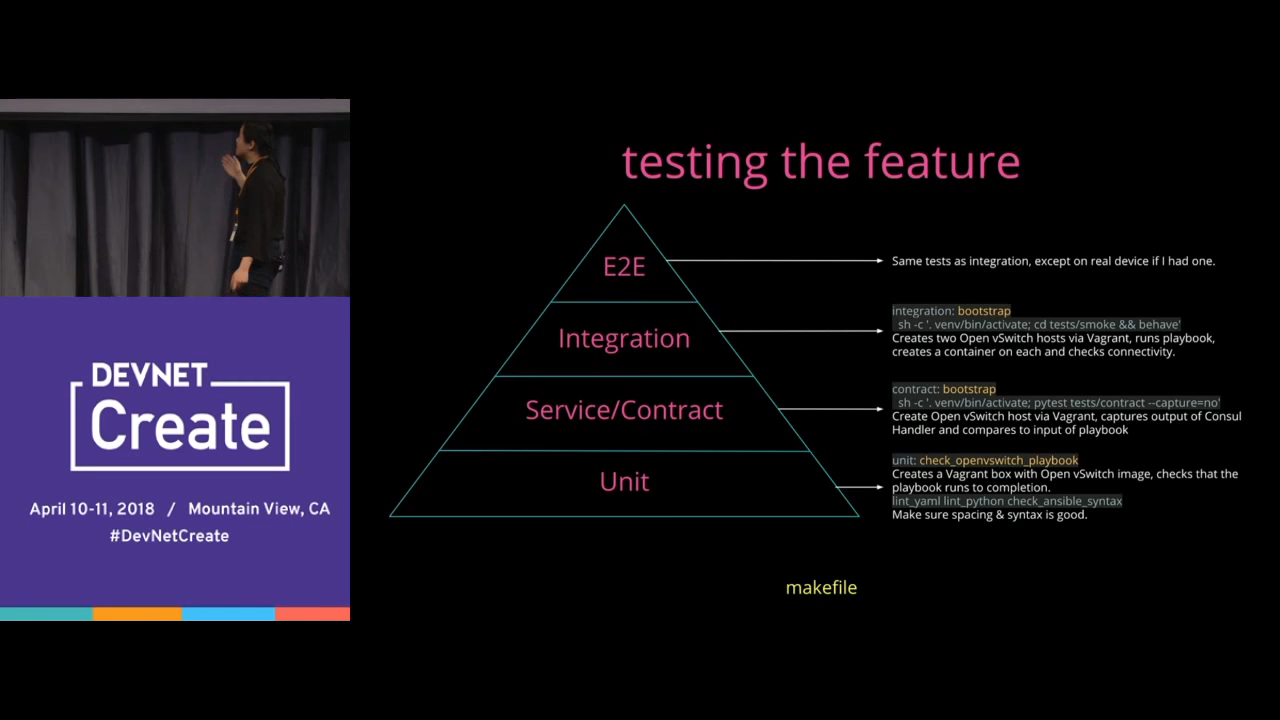 testing the feature
E2E
Same tests as integration, except on real device if I had one.
Integration
integration: bootstrap
sh -c '. venv/bin/activate; cd tests/smoke && behave'
Creates two Open vSwitch hosts via Vagrant, runs playbook,
creates a container on each and checks connectivity.
Service/Contract
contract: bootstrap
sh -c '. venv/bin/activate; pytest tests/contract --capture=no'
Create Open vSwitch host via Vagrant, captures output of Consul
Handler and compares to input of playbook
Unit
unit: check_openvswitch_playbook
Creates a Vagrant box with Open vSwitch image, checks that the
playbook runs to completion.
lint_yaml lint_python check_ansible_syntax
Make sure spacing & syntax is good.
makefile
DEVNET
Create
April 10-11, 2018 / Mountain View, CA
#DevNetCreate